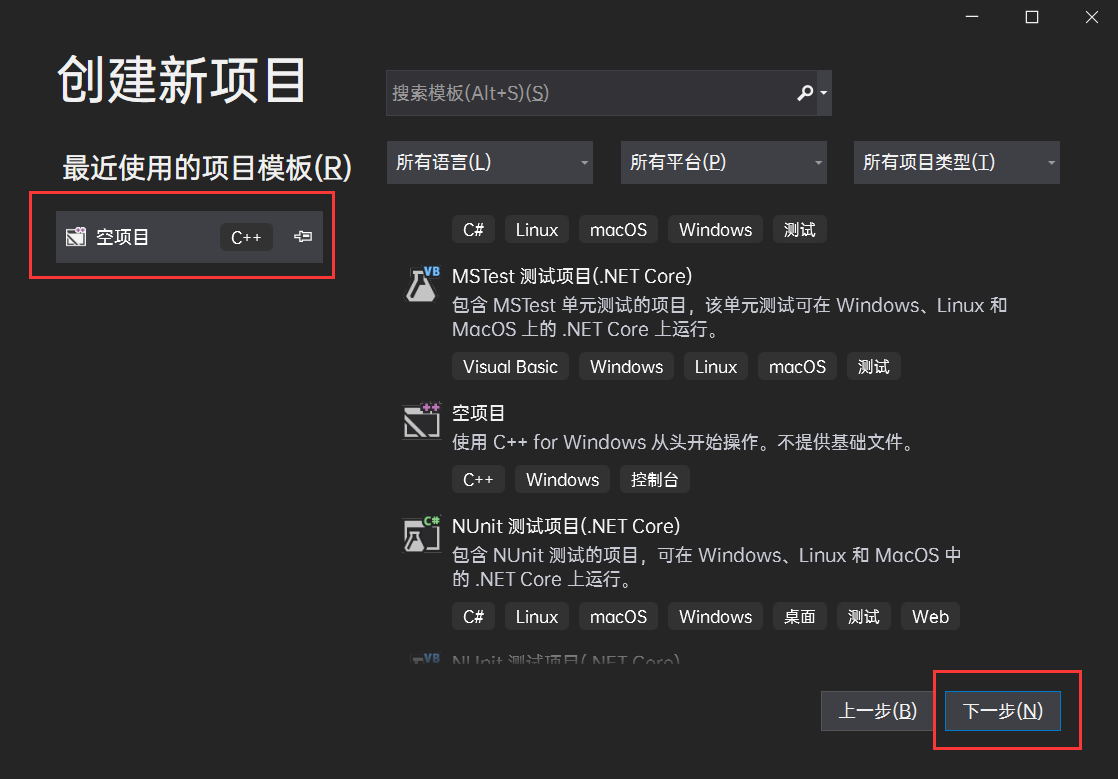 创建新项目
搜索模板(Alt+S)(S)
最近使用的项目模板(R)
所有语言(L)
所有平台(P)
所有项目类型(T)
空项目
C++
C#
Linux
macOS
Windows
测试
VB
MSTest 测试项目(.NET Core)
包含 MSTest 单元测试的项目，该单元测试可在 Windows、Linux 和
MacOS 上的 .NET Core 上运行。
Visual Basic
Windows
Linux
macOS
测试
++
空项目
使用 C++ for Windows 从头开始操作。不提供基础文件。
C++
Windows
控制台
C#
NUnit 测试项目(.NET Core)
包含 NUnit 测试的项目，可在 Windows、Linux 和 MacOS 中
的 .NET Core 上运行。
C#
Linux
macOS
Windows
桌面
测试
Web
VB
NUnit 测试项目(.NET Core)
上一步(B)
下一步(N)